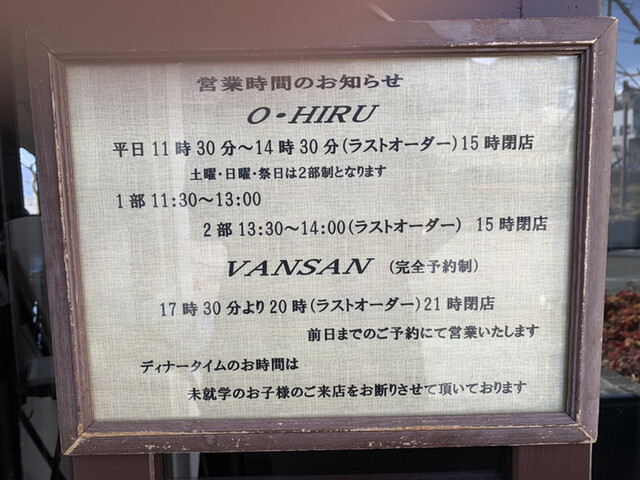 営業時間のお知らせ
O・HIRU
平日11時30分～14時30分(ラストオーダー)15時閉店
土曜・日曜・祭日は2部制となります
1部 11:30～13:00
2部 13:30～14:00(ラストオーダー) 15時閉店
VANSAN (完全予約制)
17時30分より20時(ラストオーダー)21時閉店
前日までのご予約にて営業いたします
ディナータイムのお時間は
未就学のお子様のご来店をお断りさせて頂いております